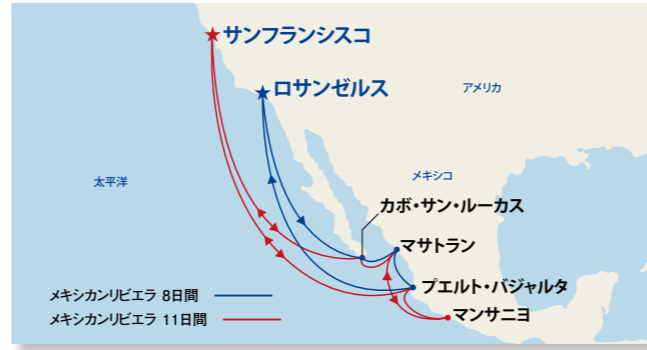 サンフランシスコ
ロサンゼルス
アメリカ
太平洋
メキシコ
カボ・サン・ルーカス
マサトラン
プエルト・バジャルタ
マンサニヨ
メキシカンリビエラ 8日間
メキシカンリビエラ 11日間